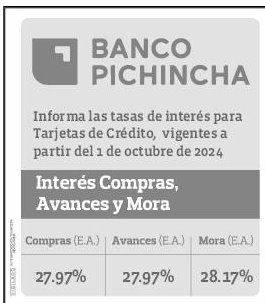 BANCO
PICHINCHA
Informa las tasas de interés para
Tarjetas de Crédito, vigentes a
partir del 1 de octubre de 2024
Interés Compras,
Avances y Mora
Compras (E.A.) Avances (E.A.) Mora (E.A.)
27.97% 27.97% 28.17%